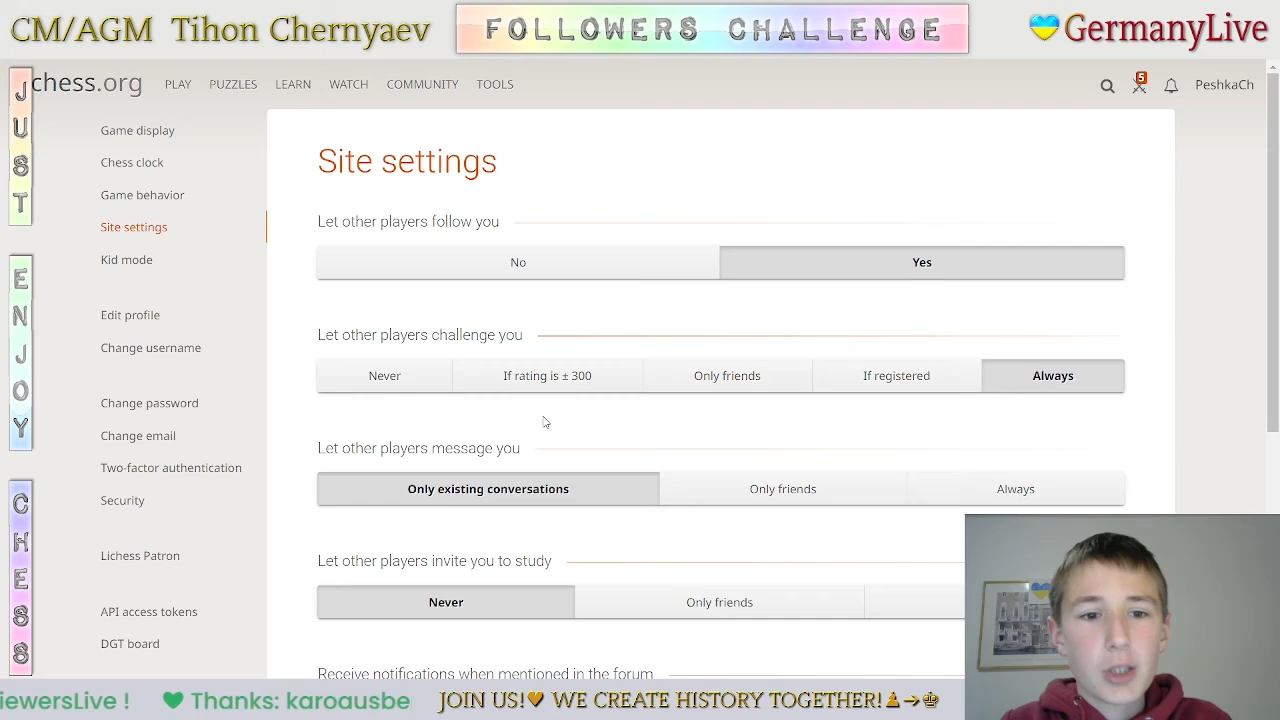 CM/AGM Tihon Chernyaev
FOLLOWERS CHALLENGE
GermanyLive
chess.org
PLAY
PUZZLES
LEARN
WATCH
COMMUNITY
TOOLS
5
PeshkaCh
JUST
ENJOY
CHESS
Game display
Chess clock
Game behavior
Site settings
Kid mode
Edit profile
Change username
Change password
Change email
Two-factor authentication
Security
Lichess Patron
API access tokens
DGT board
Site settings
Let other players follow you
No
Yes
Let other players challenge you
Never
If rating is ± 300
Only friends
If registered
Always
Let other players message you
Only existing conversations
Only friends
Always
Let other players invite you to study
Never
Only friends
Receive notifications when mentioned in the forum
iewersLive !
Thanks: karoausbe
JOIN US! WE CREATE HISTORY TOGETHER!